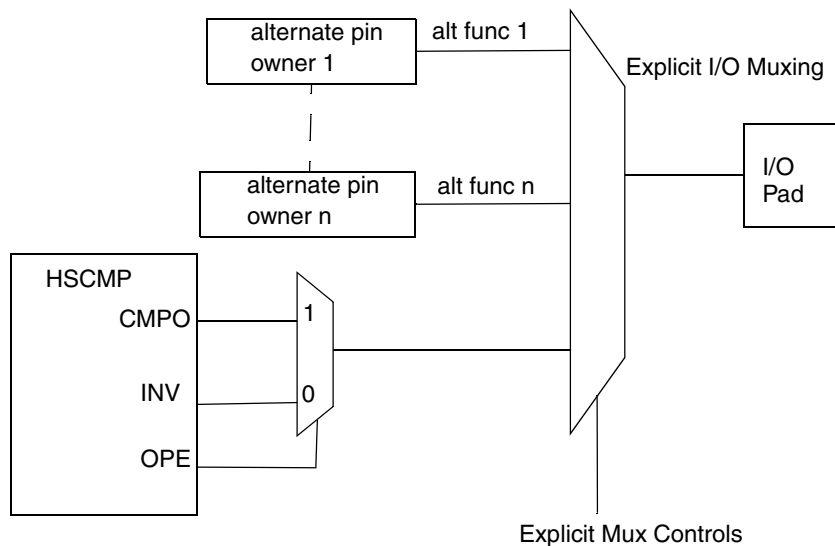 alternate pin
owner 1
alt func 1
Explicit I/O Muxing
I/O
Pad
alternate pin
owner n
alt func n
HSCMP
CMPO
1
INV
0
OPE
Explicit Mux Controls